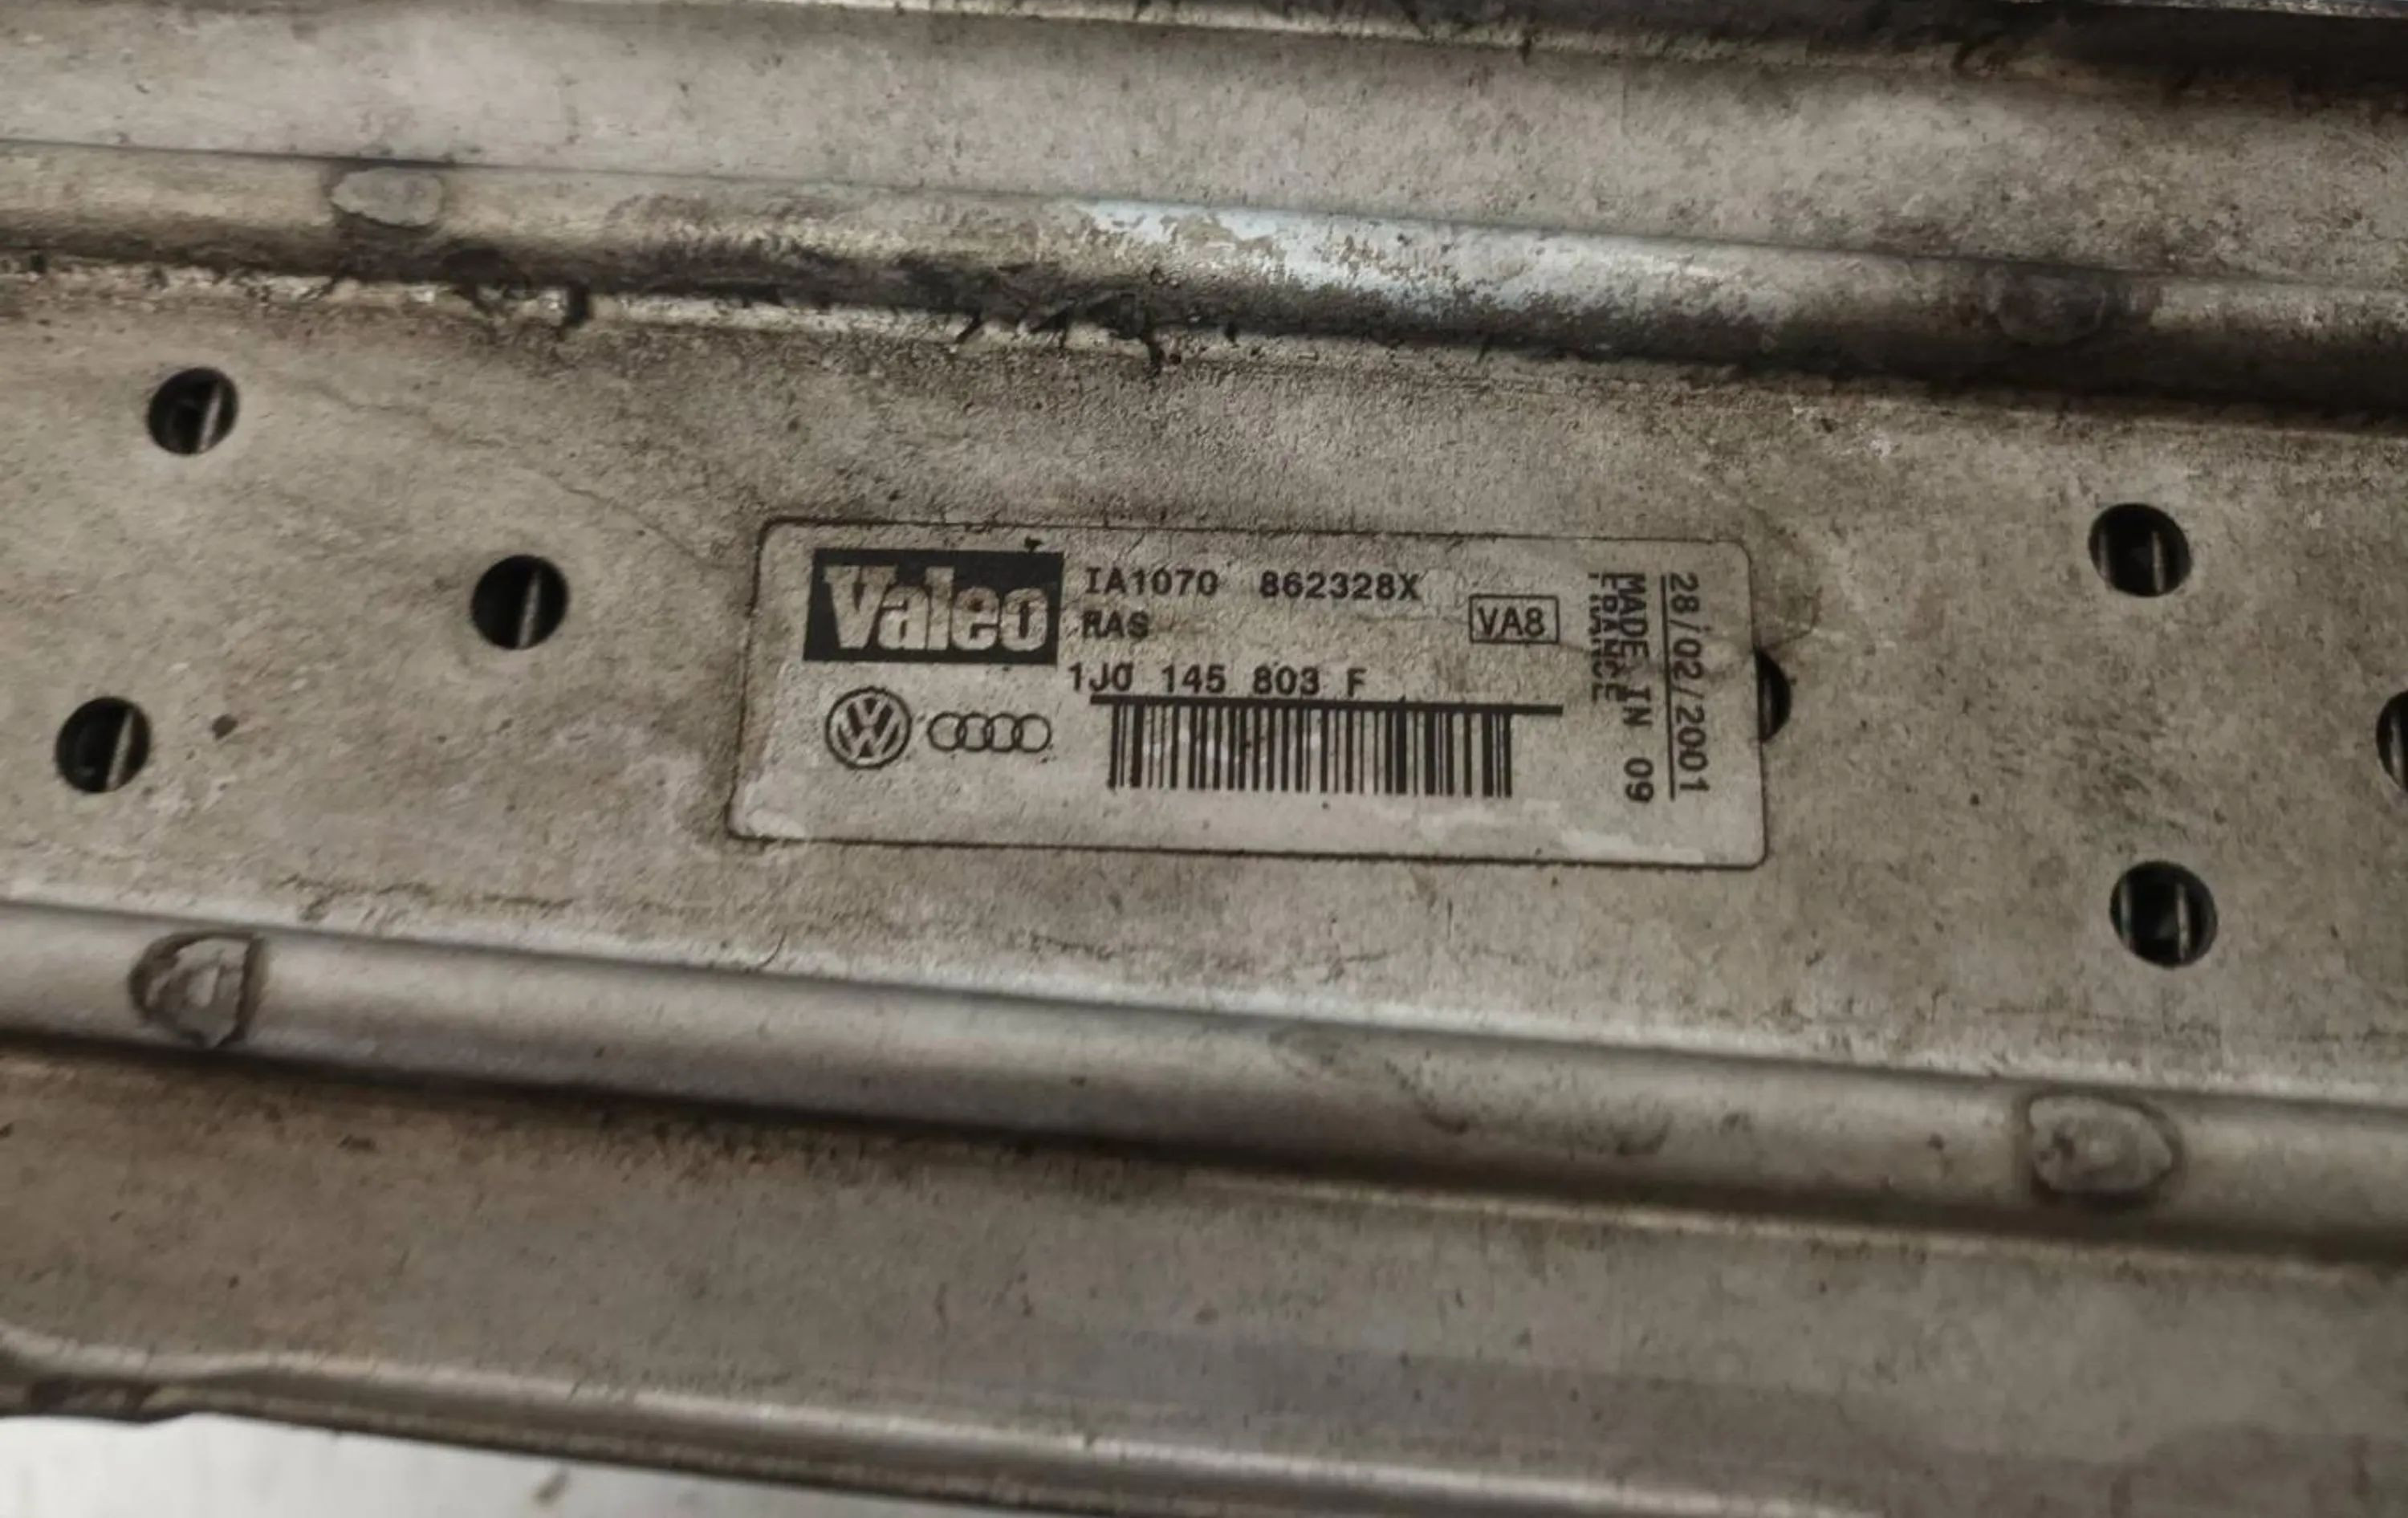 Valeo
IA1070 862328X
RAS
VA8
1J0 145 803 F
MADE IN 09
FRANCE
28/02/2001